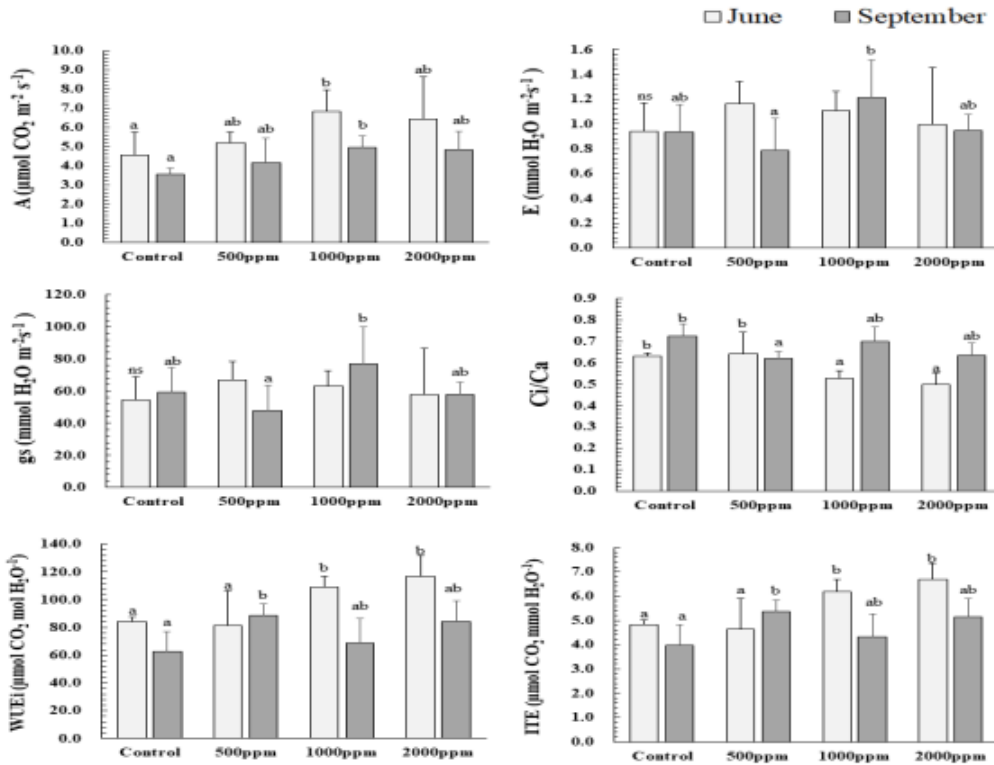 June September
A (µmol CO₂ m⁻² s⁻¹)
10.0
9.0
8.0
7.0
6.0
5.0
4.0
3.0
2.0
1.0
0.0
a a ab ab b b ab a
Control 500ppm 1000ppm 2000ppm
E (mmol H₂O m⁻²s⁻¹)
1.6
1.4
1.2
1.0
0.8
0.6
0.4
0.2
0.0
ns ab a b ab
Control 500ppm 1000ppm 2000ppm
gs (mmol H₂O m⁻²s⁻¹)
120.0
100.0
80.0
60.0
40.0
20.0
0.0
ns ab a b ab
Control 500ppm 1000ppm 2000ppm
Ci/Ca
0.9
0.8
0.7
0.6
0.5
0.4
0.3
0.2
0.1
0.0
b b b a a ab a ab
Control 500ppm 1000ppm 2000ppm
WUEi (µmol CO₂ mol H₂O⁻¹)
140.0
120.0
100.0
80.0
60.0
40.0
20.0
0.0
a a a b b ab b ab
Control 500ppm 1000ppm 2000ppm
ITE (µmol CO₂ mmol H₂O⁻¹)
8.0
7.0
6.0
5.0
4.0
3.0
2.0
1.0
0.0
a a a b b ab b ab
Control 500ppm 1000ppm 2000ppm